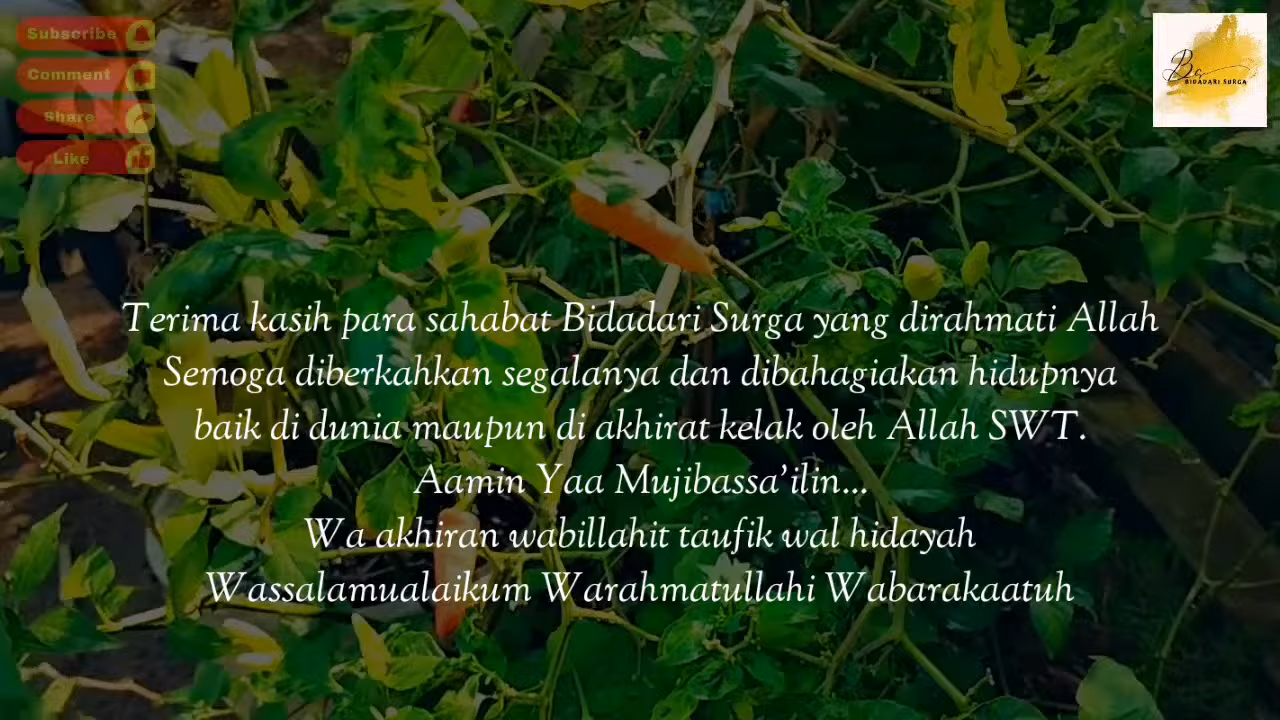 Subscribe
Comment
Share
Like
BIDADARI SURGA
Terima kasih para sahabat Bidadari Surga yang dirahmati Allah
Semoga diberkahkan segalanya dan dibahagiakan hidupnya
baik di dunia maupun di akhirat kelak oleh Allah SWT.
Aamin Yaa Mujibassa'ilin...
Wa akhiran wabillahit taufik wal hidayah
Wassalamualaikum Warahmatullahi Wabarakaatuh